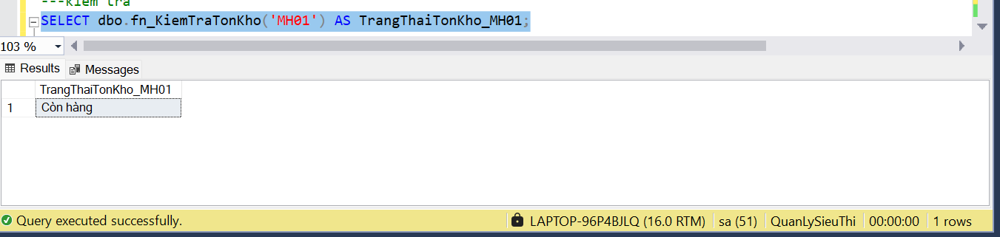 ---kiểm tra
SELECT dbo.fn_KiemTraTonKho('MH01') AS TrangThaiTonKho_MH01;
103 %
Results Messages
TrangThaiTonKho_MH01
1 Còn hàng
Query executed successfully. LAPTOP-96P4BJLQ (16.0 RTM) sa (51) QuanLySieuThi 00:00:00 1 rows